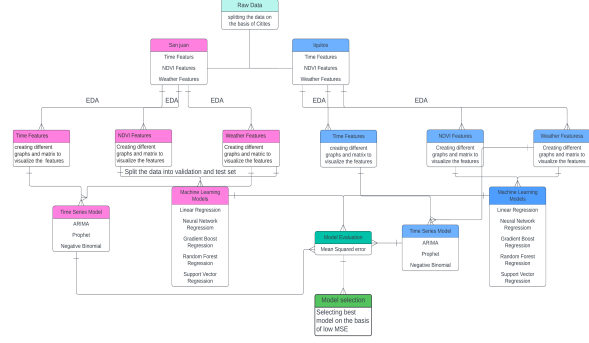 Raw Data
splitting the data on
the basis of Cities
San juan
Time Featurs
NDVI Features
Weather Features
Iquitos
Time Features
NDVI Features
Weather Features
EDA
EDA
EDA
EDA
EDA
Time Features
creating different
graphs and matrix to
visualize the features
NDVI Features
Creating different
graphs and matrix to
visualize the features
Weather Features
creating different
graphs and matric to
visualize the features
Time Features
creating different
graphs and matrix to
visualize the features
NDVI Features
Creating different
graphs and matrix to
visualize the features
Weather Featuress
Creating different
graphs and matrix to
visualize the features
Split the data into validation and test set
Time Series Model
ARIMA
Prophet
Negative Binomial
Machine Learning
Models
Linear Regression
Neural Network
Regressiom
Gradient Boost
Regression
Random Forest
Regression
Support Vector
Regression
Model Evaluation
Mean Squared error
Time Series Model
ARIMA
Prophet
Negative Binomial
Machine Learning
Models
Linear Regression
Neural Network
Regression
Gradient Boost
Regression
Random Forest
Regression
Support Vector
Regression
Model selection
Selecting best
model on the basis
of low MSE